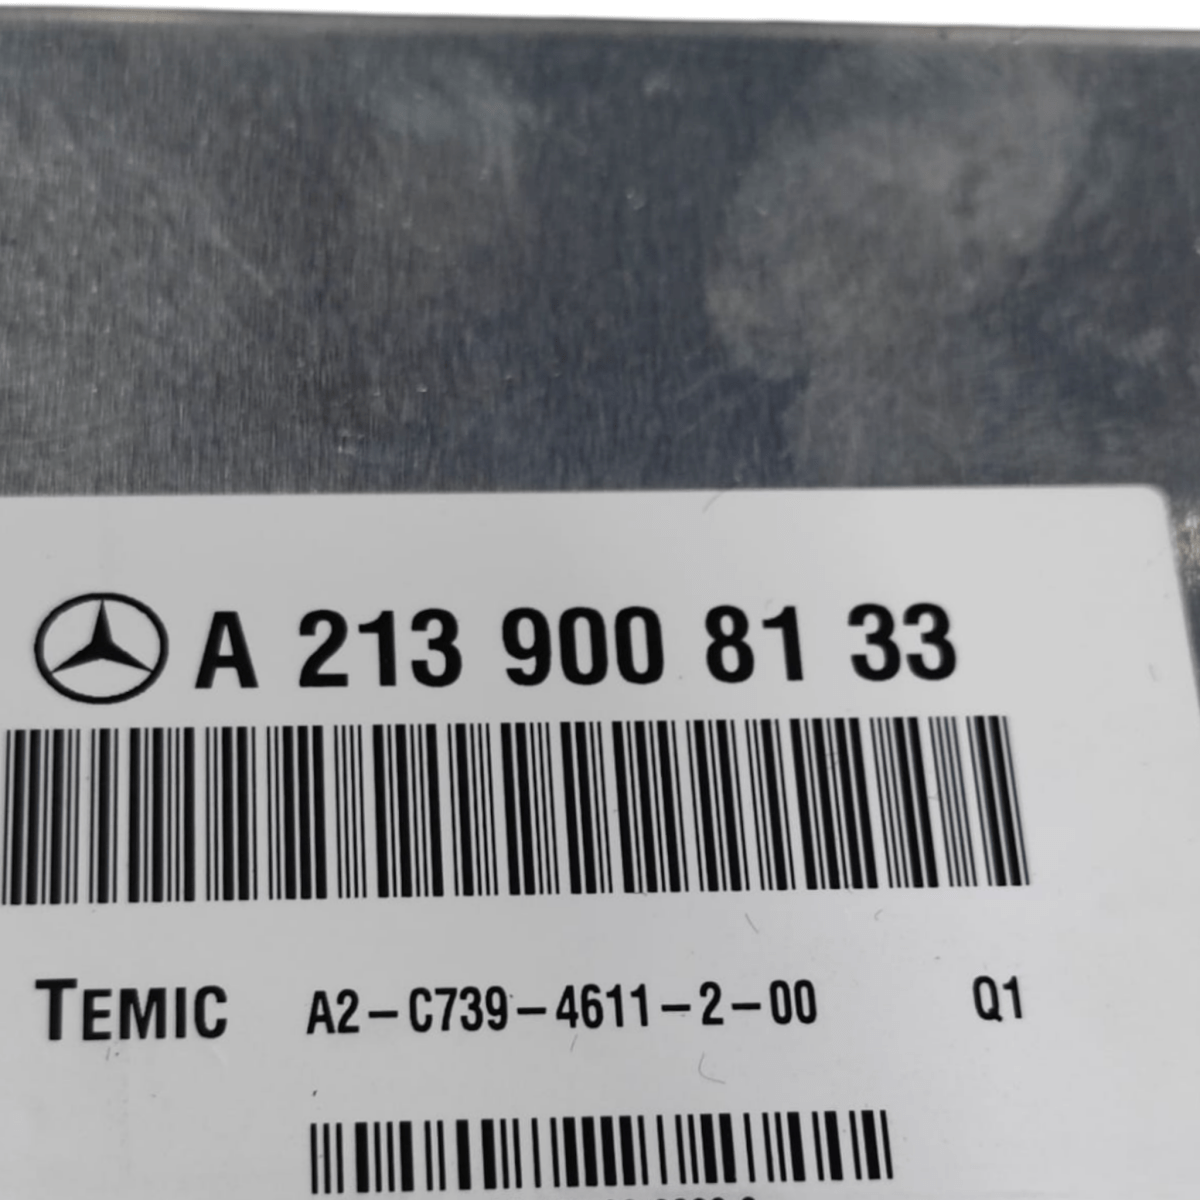 A 213 900 81 33
TEMIC A2-C739-4611-2-00 Q1